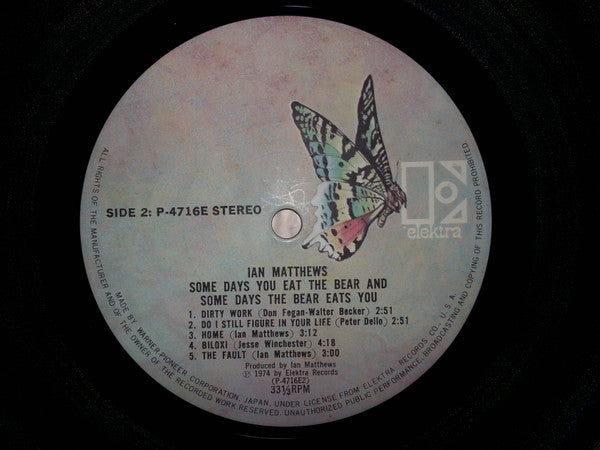 elektra
SIDE 2: P-4716E STEREO
IAN MATTHEWS
SOME DAYS YOU EAT THE BEAR AND
SOME DAYS THE BEAR EATS YOU
1. DIRTY WORK (Don Fegan-Walter Becker) 2:51
2. DO I STILL FIGURE IN YOUR LIFE (Peter Dello) 2:51
3. HOME (Ian Matthews) 3:12
4. BILOXI (Jesse Winchester) 4:18
5. THE FAULT (Ian Matthews) 3:00
Produced by Ian Matthews
Ⓟ 1974 by Elektra Records
(P-4716E2)
33⅓RPM
MADE BY WARNER-PIONEER CORPORATION, JAPAN, UNDER LICENSE FROM ELEKTRA RECORDS CO. U.S.A.
ALL RIGHTS OF THE MANUFACTURER AND OF THE OWNER OF THE RECORDED WORK RESERVED. UNAUTHORIZED PUBLIC PERFORMANCE, BROADCASTING AND COPYING OF THIS RECORD PROHIBITED.